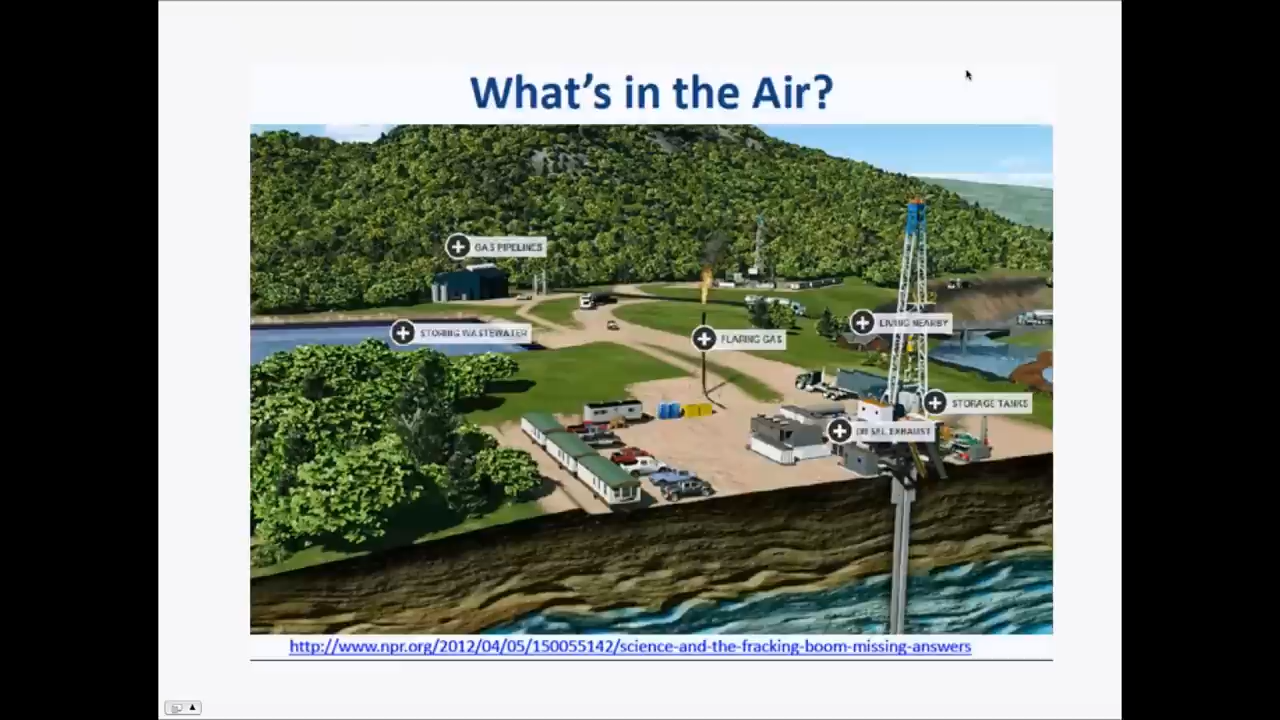 What's in the Air?
GAS PIPELINES
STORING WASTEWATER
FLARING GAS
LIVING NEARBY
STORAGE TANKS
DIESEL EXHAUST
http://www.npr.org/2012/04/05/150055142/science-and-the-fracking-boom-missing-answers